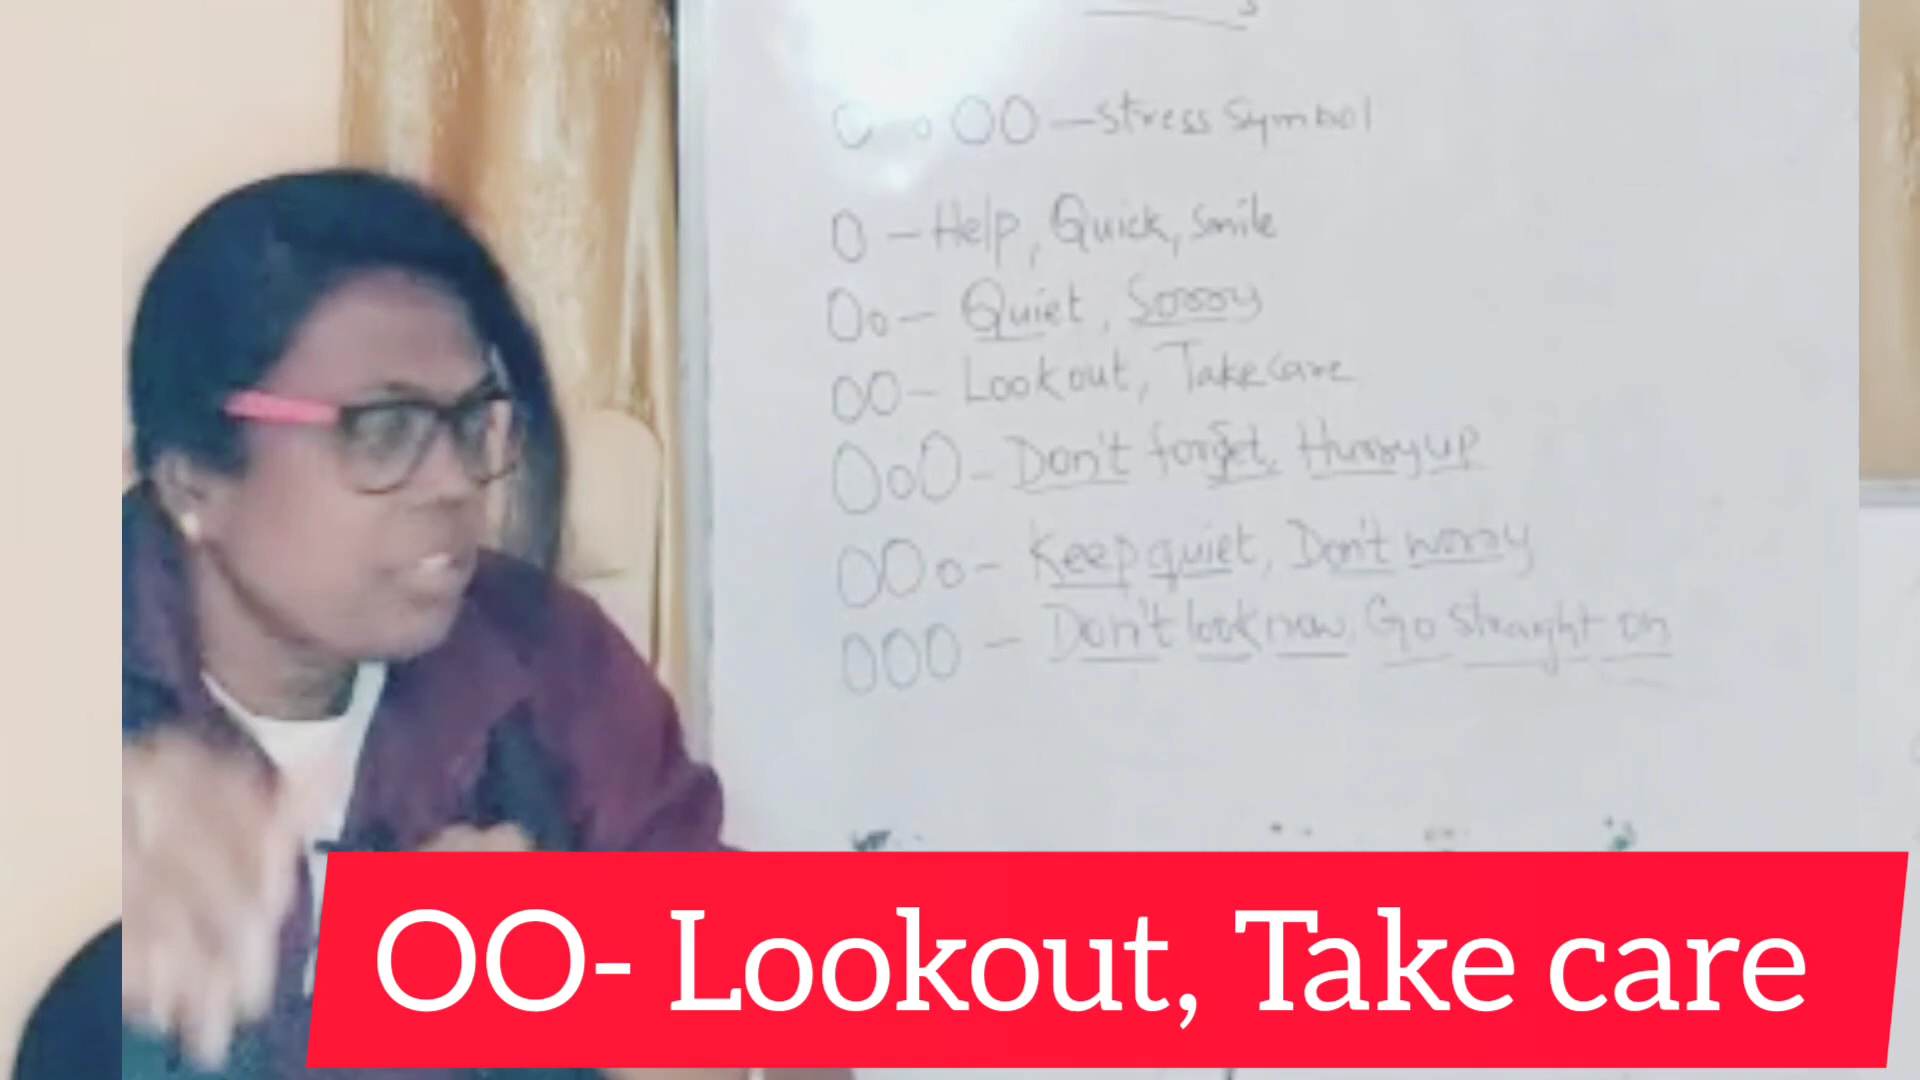 O o OO — stress symbol
O – Help, Quick, smile
Oo – Quiet, Sorry
OO – Lookout, Take care
OoO – Don't forget, Hurry up
OOo – Keep quiet, Don't worry
OOO – Don't look now, Go straight on
OO- Lookout, Take care